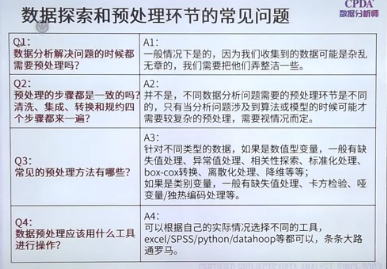 数据探索和预处理环节的常见问题
CPDA
数据分析师
Q1:
数据分析解决问题的时候都
需要预处理吗?
A1:
一般情况下是的，因为我们收集到的数据可能是杂乱
无章的，我们需要把他们弄整洁一些。
Q2:
预处理的步骤都是一致的吗?
清洗、集成、转换和规约四
个步骤都来一遍?
A2:
并不是，不同数据分析问题需要的预处理环节是不同
的，只有当分析问题涉及到算法或模型的时候可能才
需要较复杂的预处理，需要视情况而定。
Q3:
常见的预处理方法有哪些?
A3:
针对不同类型的数据，如果是数值型变量，一般有缺
失值处理、异常值处理、相关性探索、标准化处理、
box-cox转换、离散化处理、降维等等；
如果是类别变量，一般有缺失值处理、卡方检验、哑
变量/独热编码处理等。
Q4:
数据预处理应该用什么工具
进行操作?
A4:
可以根据自己的实际情况选择不同的工具，
excel/SPSS/python/datahoop等都可以，条条大路
通罗马。